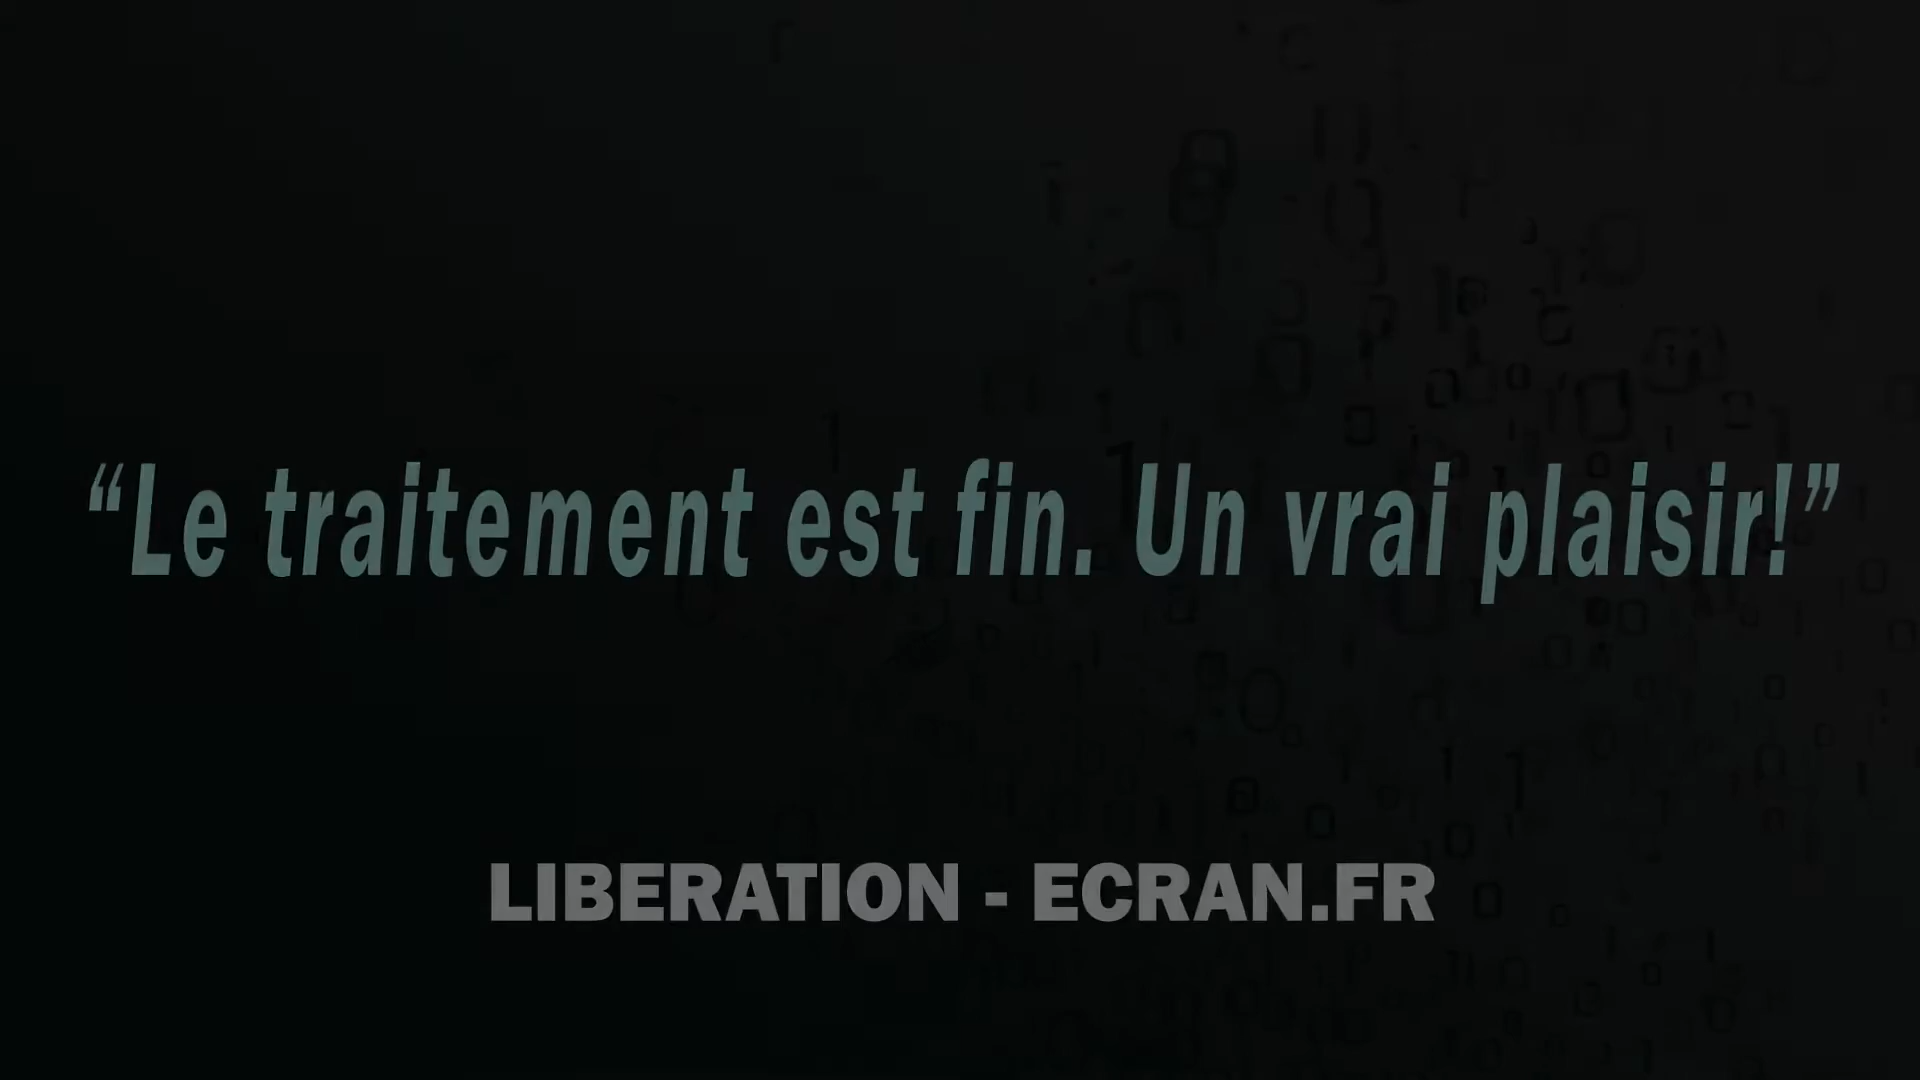 “Le traitement est fin. Un vrai plaisir!”
LIBERATION - ECRAN.FR